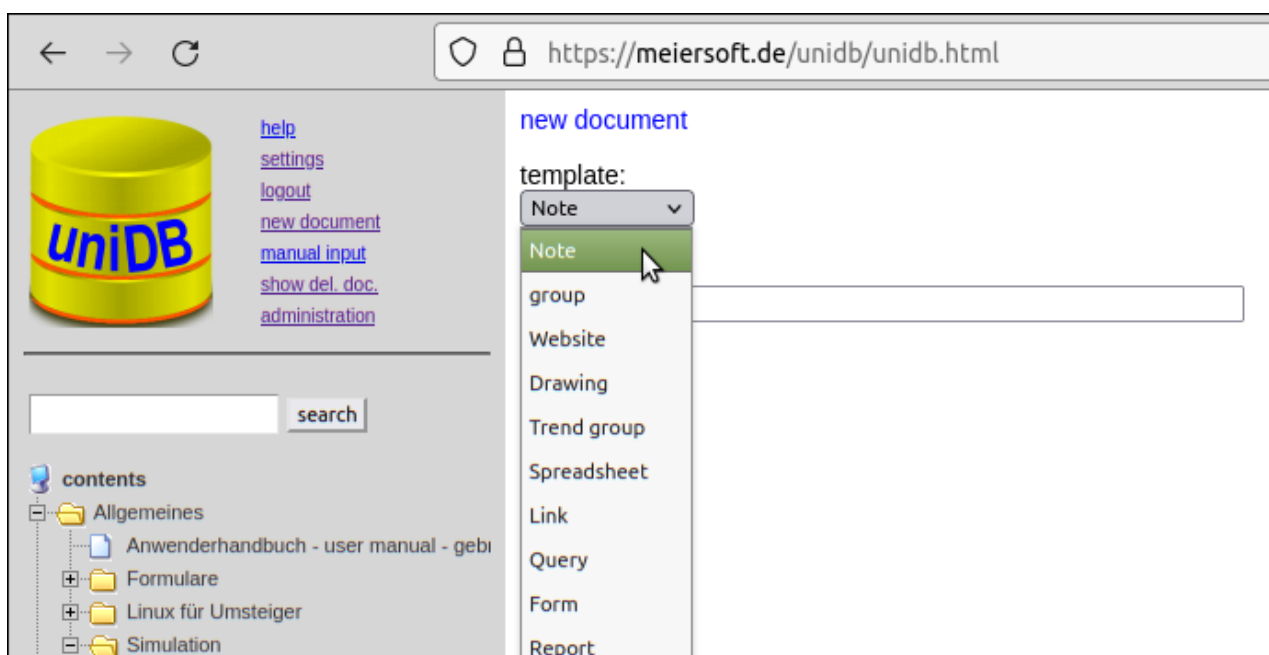 https://meiersoft.de/unidb/unidb.html
uniDB
help
settings
logout
new document
manual input
show del. doc.
administration
search
contents
Allgemeines
Anwenderhandbuch - user manual - geb
Formulare
Linux für Umsteiger
Simulation
new document
template:
Note
Note
group
Website
Drawing
Trend group
Spreadsheet
Link
Query
Form
Report